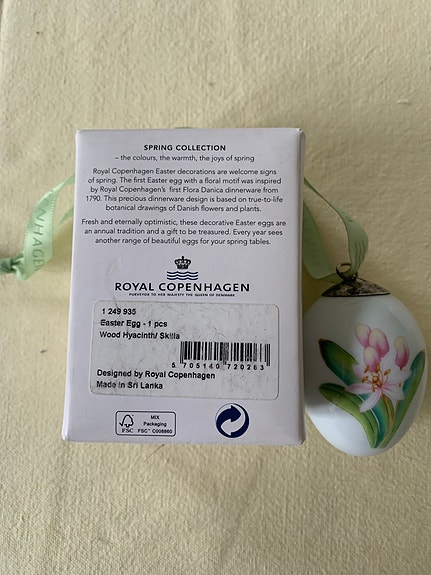 SPRING COLLECTION
– the colours, the warmth, the joys of spring
Royal Copenhagen Easter decorations are welcome signs
of spring. The first Easter egg with a floral motif was inspired
by Royal Copenhagen's first Flora Danica dinnerware from
1790. This precious dinnerware design is based on true-to-life
botanical drawings of Danish flowers and plants.
Fresh and eternally optimistic, these decorative Easter eggs are
an annual tradition and a gift to be treasured. Every year sees
another range of beautiful eggs for your spring tables.
ROYAL COPENHAGEN
PURVEYOR TO HER MAJESTY THE QUEEN OF DENMARK
1 249 935
Easter Egg - 1 pcs
Wood Hyacinth/ Skilla
5 705140 720263
Designed by Royal Copenhagen
Made in Sri Lanka
FSC
MIX
Packaging
FSC™ C008860
NHAGE